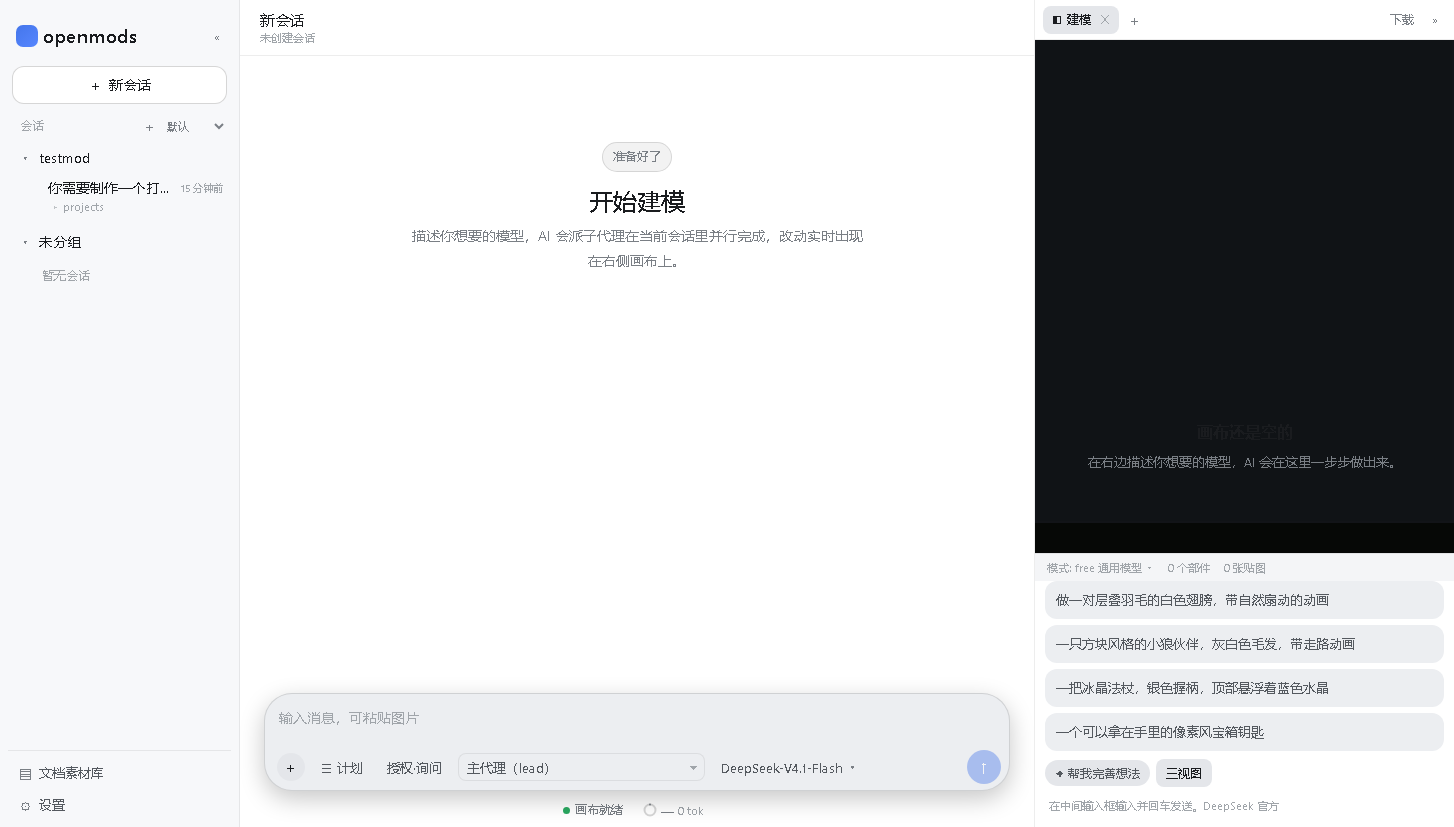 openmods
«
+ 新会话
会话
+ 默认
testmod
你需要制作一个打... 15 分钟前
projects
未分组
暂无会话
文档素材库
设置
新会话
未创建会话
准备好了
开始建模
描述你想要的模型，AI 会派子代理在当前会话里并行完成，改动实时出现
在右侧画布上。
输入消息，可粘贴图片
+ ☰ 计划 授权·询问 主代理（lead） DeepSeek-V4.1-Flash
↑
画布就绪 — 0 tok
建模 × + 下载 »
画布还是空的
在右边描述你想要的模型，AI 会在这里一步步做出来。
模式: free 通用模型 0 个部件 0 张贴图
做一对层叠羽毛的白色翅膀，带自然扇动的动画
一只方块风格的小狼伙伴，灰白色毛发，带走路动画
一把冰晶法杖，银色握柄，顶部悬浮着蓝色水晶
一个可以拿在手里的像素风宝箱钥匙
✦ 帮我完善想法 三视图
在中间输入框输入并回车发送。DeepSeek 官方